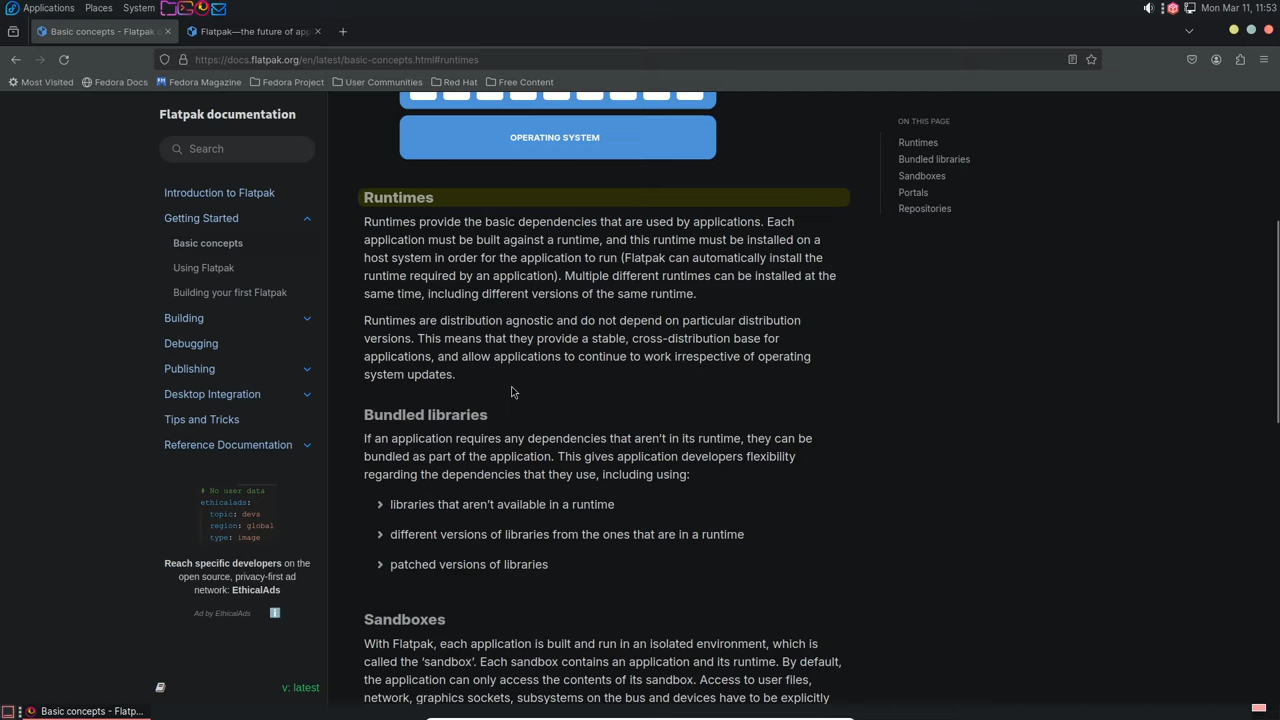 Applications Places System Mon Mar 11, 11:53
Basic concepts - Flatpak d
Flatpak—the future of app
https://docs.flatpak.org/en/latest/basic-concepts.html#runtimes
Most Visited Fedora Docs Fedora Magazine Fedora Project User Communities Red Hat Free Content
Flatpak documentation
Search
Introduction to Flatpak
Getting Started
Basic concepts
Using Flatpak
Building your first Flatpak
Building
Debugging
Publishing
Desktop Integration
Tips and Tricks
Reference Documentation
# No user data
ethicalads:
topic: devs
region: global
type: image
Reach specific developers on the
open source, privacy-first ad
network: EthicalAds
Ad by EthicalAds
v: latest
OPERATING SYSTEM
Runtimes
Runtimes provide the basic dependencies that are used by applications. Each
application must be built against a runtime, and this runtime must be installed on a
host system in order for the application to run (Flatpak can automatically install the
runtime required by an application). Multiple different runtimes can be installed at the
same time, including different versions of the same runtime.
Runtimes are distribution agnostic and do not depend on particular distribution
versions. This means that they provide a stable, cross-distribution base for
applications, and allow applications to continue to work irrespective of operating
system updates.
Bundled libraries
If an application requires any dependencies that aren't in its runtime, they can be
bundled as part of the application. This gives application developers flexibility
regarding the dependencies that they use, including using:
libraries that aren't available in a runtime
different versions of libraries from the ones that are in a runtime
patched versions of libraries
Sandboxes
With Flatpak, each application is built and run in an isolated environment, which is
called the 'sandbox'. Each sandbox contains an application and its runtime. By default,
the application can only access the contents of its sandbox. Access to user files,
network, graphics sockets, subsystems on the bus and devices have to be explicitly
ON THIS PAGE
Runtimes
Bundled libraries
Sandboxes
Portals
Repositories
Basic concepts - Flatp...